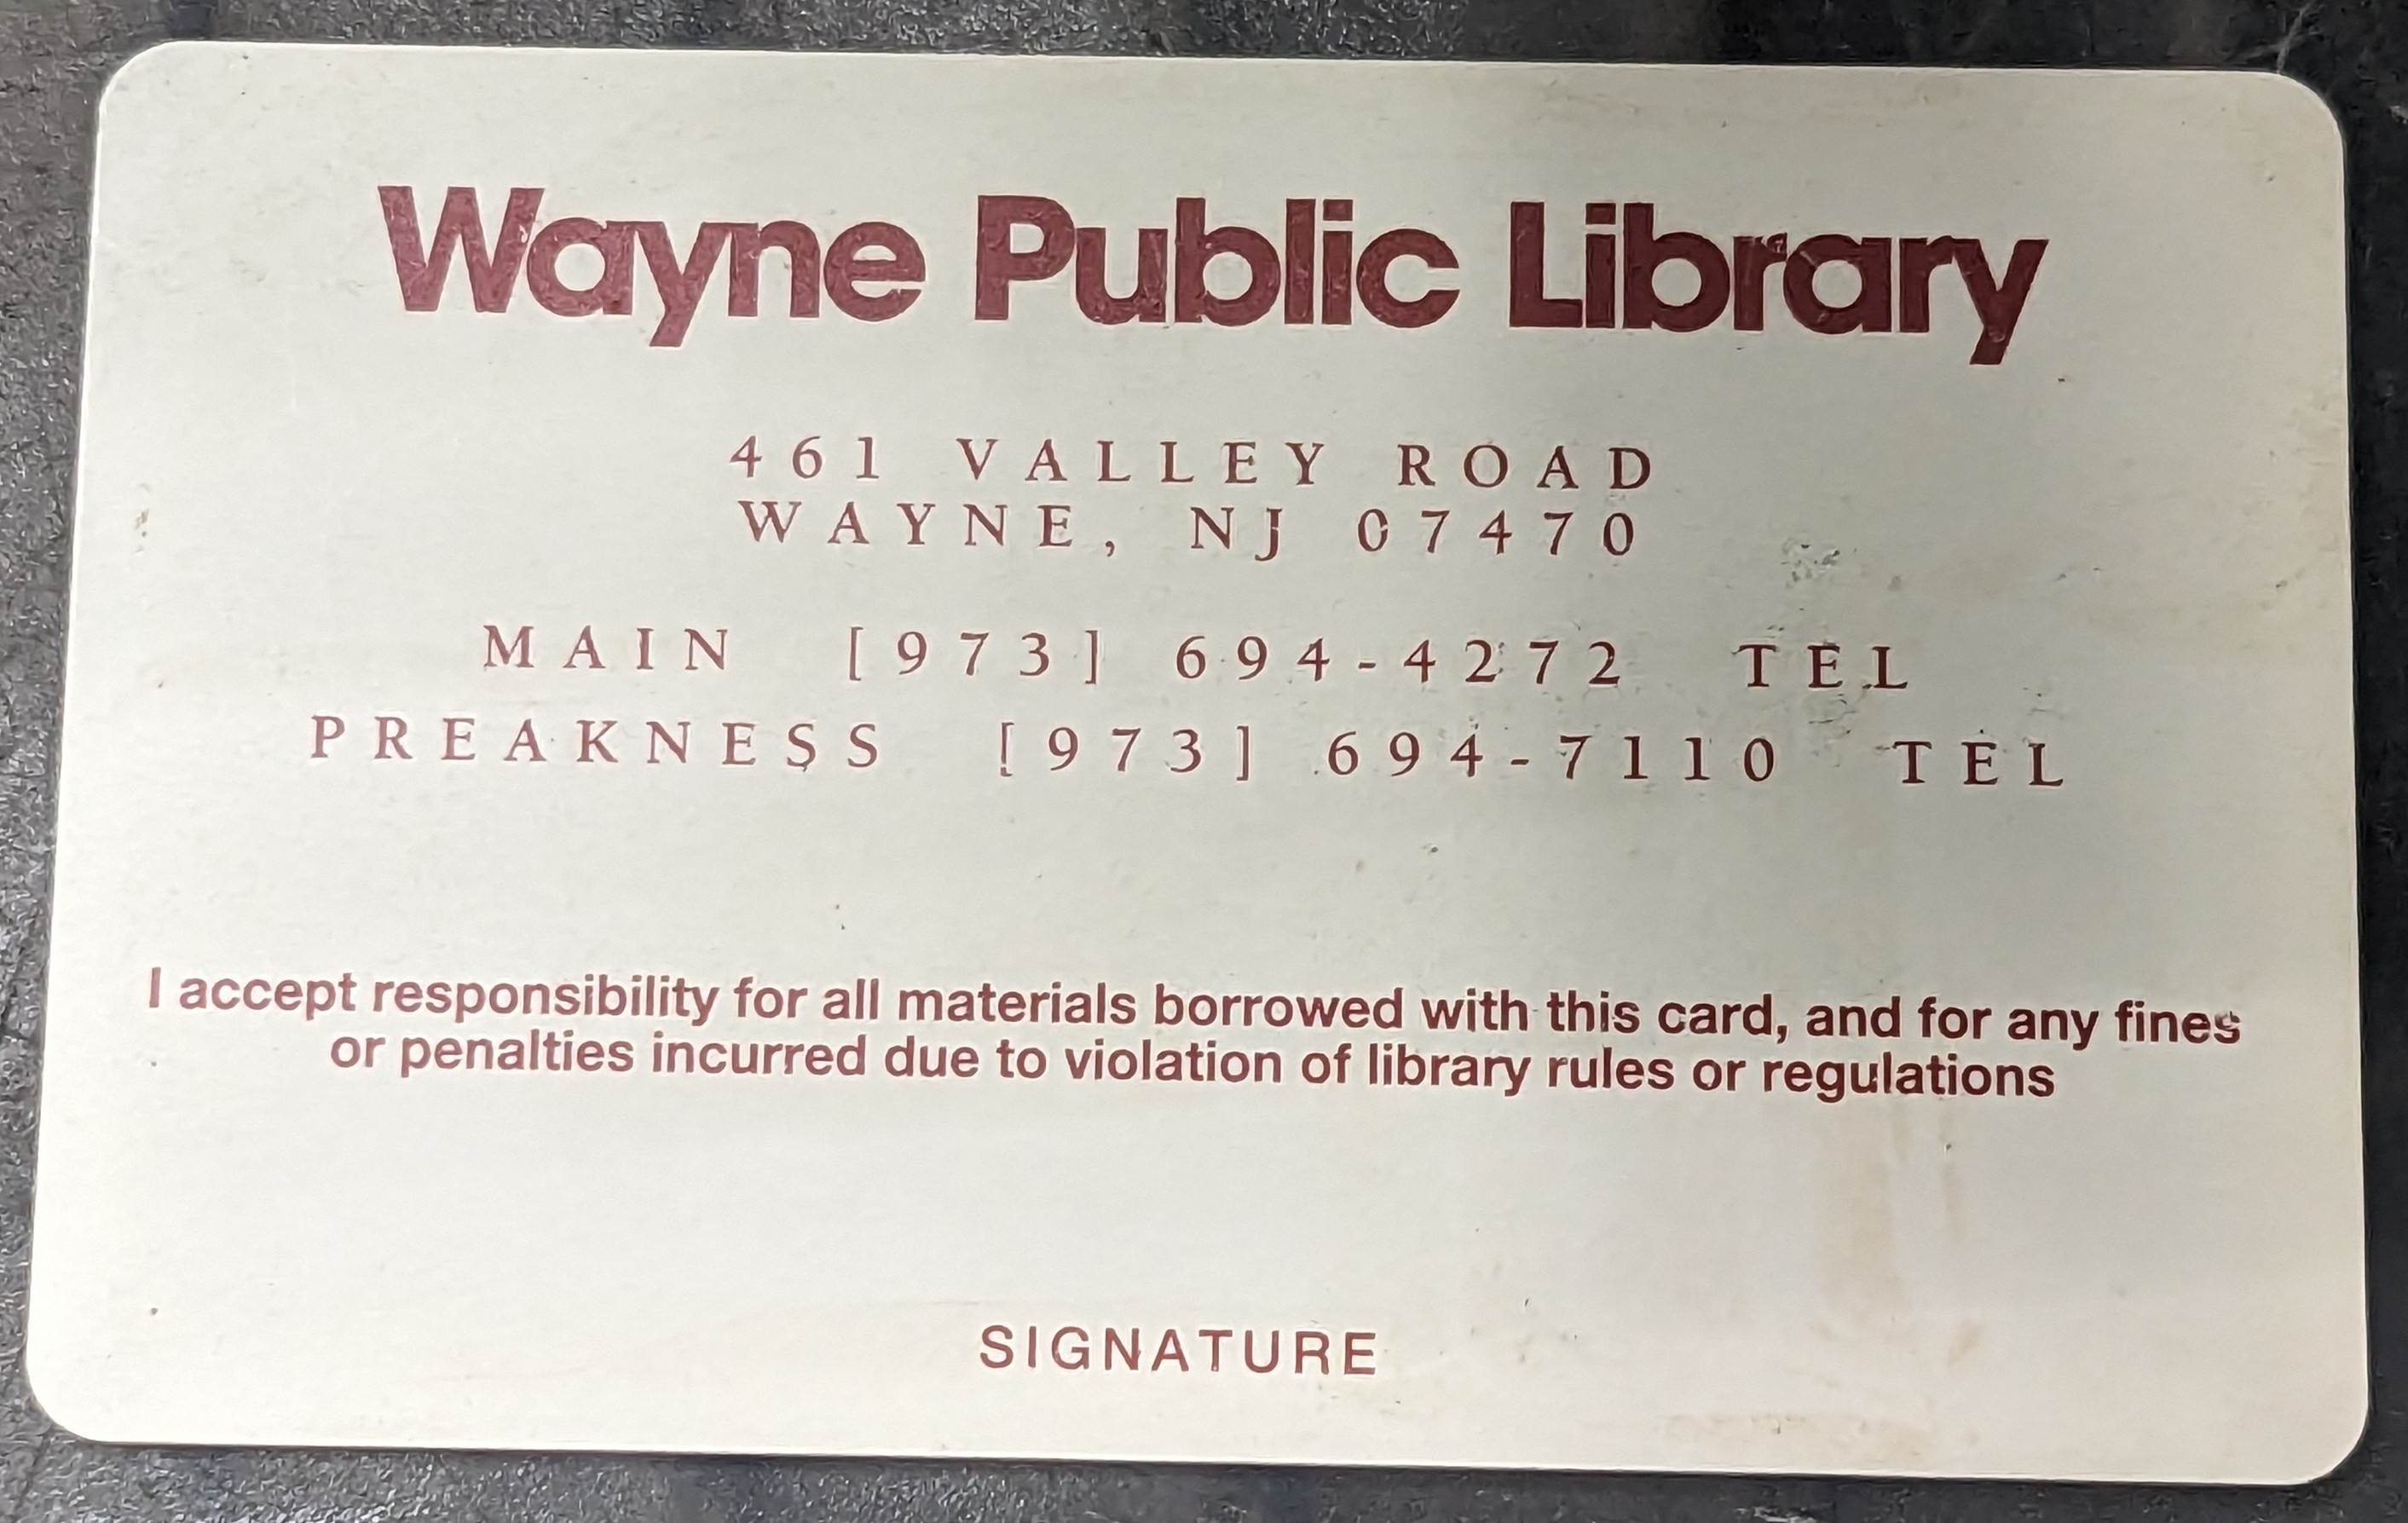 Wayne Public Library
461 VALLEY ROAD
WAYNE, NJ 07470
MAIN [973] 694-4272 TEL
PREAKNESS [973] 694-7110 TEL
I accept responsibility for all materials borrowed with this card, and for any fines
or penalties incurred due to violation of library rules or regulations
SIGNATURE